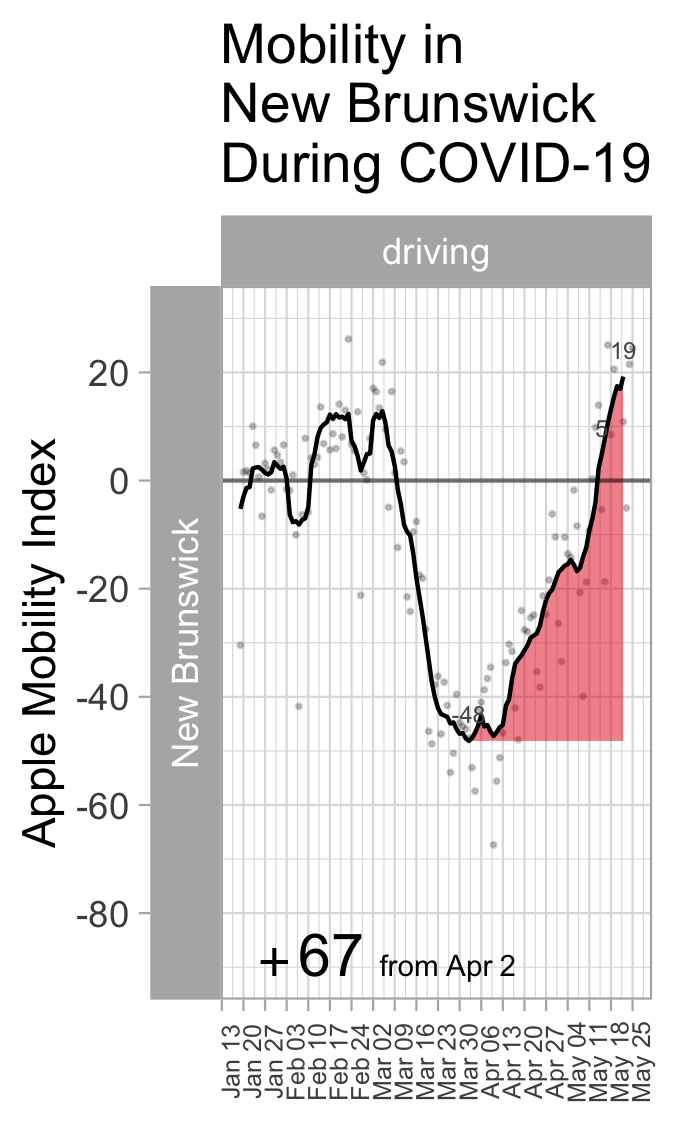 Mobility in
New Brunswick
During COVID-19
driving
New Brunswick
Apple Mobility Index
20
0
-20
-40
-60
-80
19
5
-48
+67 from Apr 2
Jan 13
Jan 20
Jan 27
Feb 03
Feb 10
Feb 17
Feb 24
Mar 02
Mar 09
Mar 16
Mar 23
Mar 30
Apr 06
Apr 13
Apr 20
Apr 27
May 04
May 11
May 18
May 25